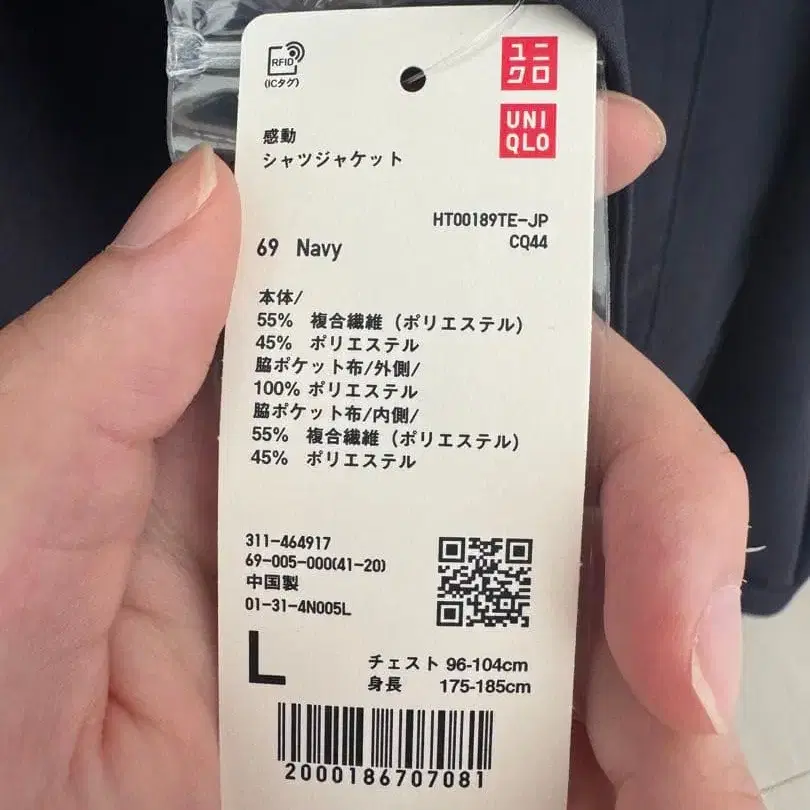 RFID
(ICタグ)
ユニ
クロ
UNI
QLO
感動
シャツジャケット
HT00189TE-JP
CQ44
69 Navy
本体/
55% 複合繊維（ポリエステル）
45% ポリエステル
脇ポケット布/外側/
100% ポリエステル
脇ポケット布/内側/
55% 複合繊維（ポリエステル）
45% ポリエステル
311-464917
69-005-000(41-20)
中国製
01-31-4N005L
L
チェスト 96-104cm
身長 175-185cm
2000186707081